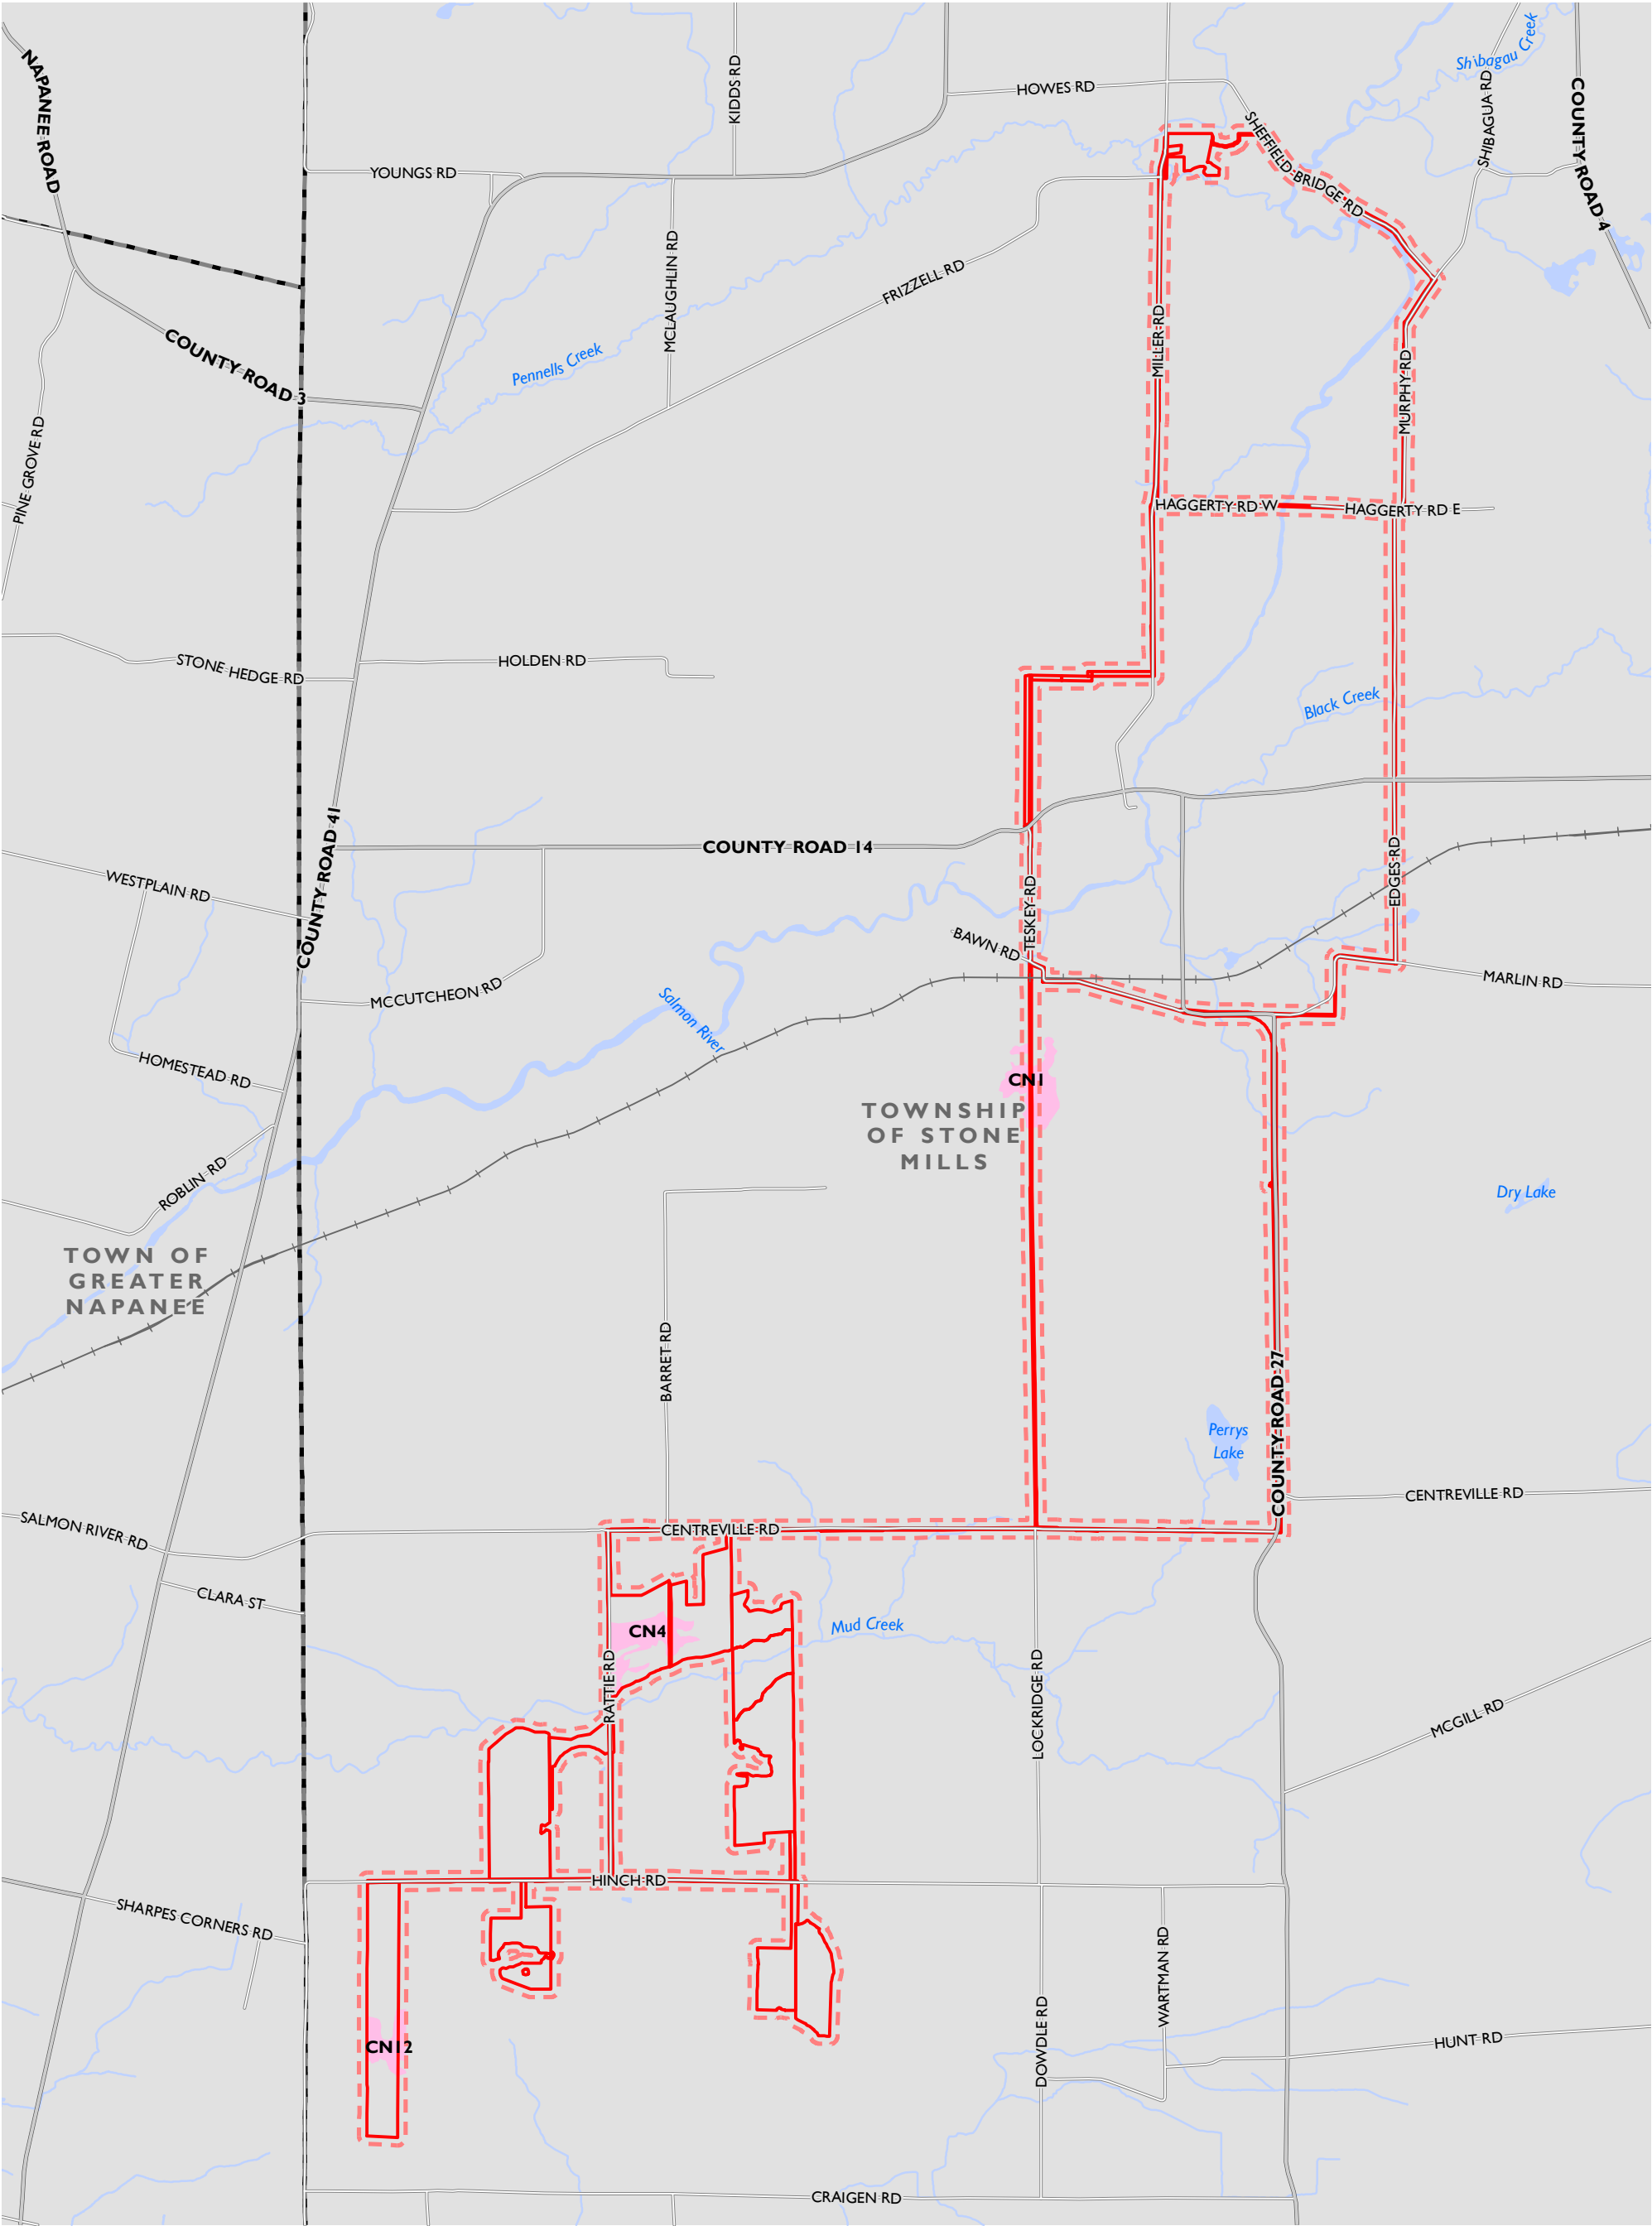 Shibagau Creek
NAPANEE ROAD
KIDDS RD
HOWES RD
SHIBAGUA RD
COUNTY ROAD 4
SHEFFIELD BRIDGE RD
YOUNGS RD
MCLAUGHLIN RD
FRIZZELL RD
MILLER RD
COUNTY ROAD 3
Pennells Creek
MURPHY RD
PINE GROVE RD
HAGGERTY RD W
HAGGERTY RD E
STONE HEDGE RD
HOLDEN RD
Black Creek
COUNTY ROAD 41
COUNTY ROAD 14
EDGES RD
WESTPLAIN RD
TESKEY RD
BAWN RD
MCCUTCHEON RD
MARLIN RD
Salmon River
HOMESTEAD RD
CN1
TOWNSHIP
OF STONE
MILLS
ROBLIN RD
Dry Lake
TOWN OF
GREATER
NAPANEE
BARRET RD
COUNTY ROAD 27
Perrys
Lake
CENTREVILLE RD
SALMON RIVER RD
CENTREVILLE RD
CLARA ST
CN4
Mud Creek
RATTIE RD
LOCKRIDGE RD
MCGILL RD
HINCH RD
SHARPES CORNERS RD
WARTMAN RD
DOWDLE RD
HUNT RD
CN12
CRAIGEN RD